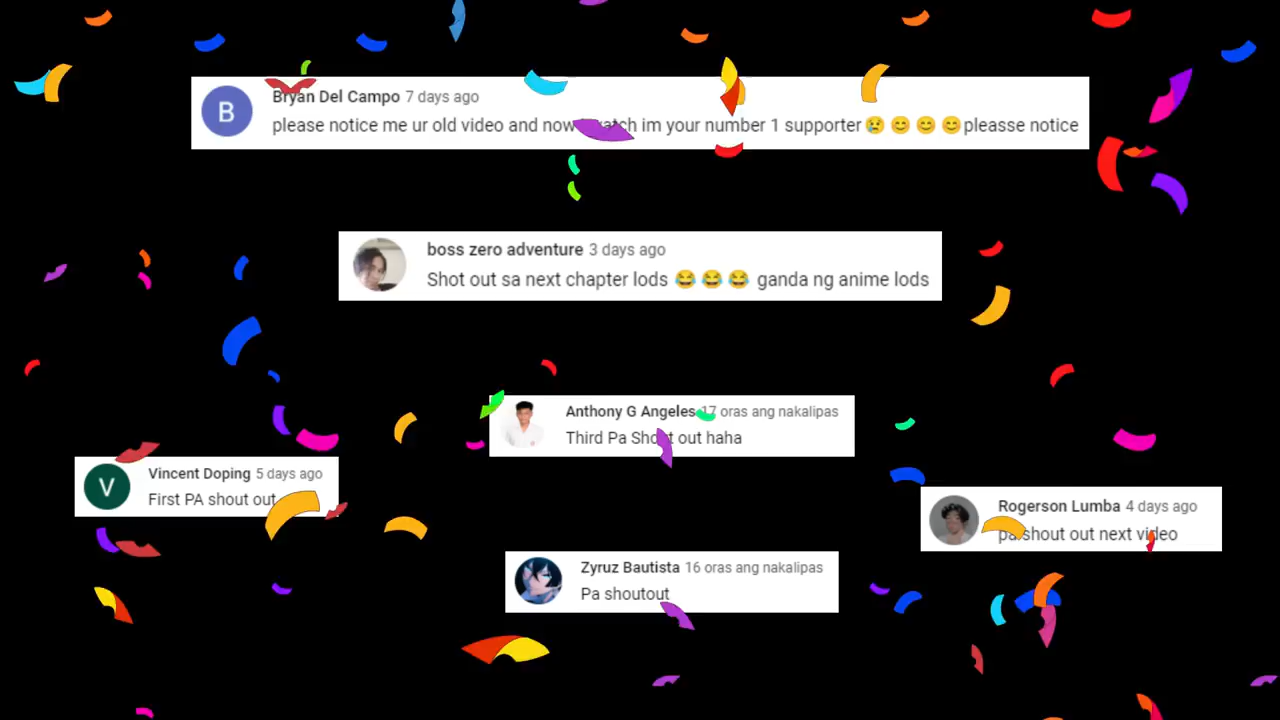 B
Bryan Del Campo 7 days ago
please notice me ur old video and now watch im your number 1 supporter 😢 😊 😊 😊 pleasse notice
boss zero adventure 3 days ago
Shot out sa next chapter lods 😂 😂 😂 ganda ng anime lods
Anthony G Angeles 17 oras ang nakalipas
Third Pa Shout out haha
V
Vincent Doping 5 days ago
First PA shout out
Rogerson Lumba 4 days ago
pa shout out next video
Zyruz Bautista 16 oras ang nakalipas
Pa shoutout